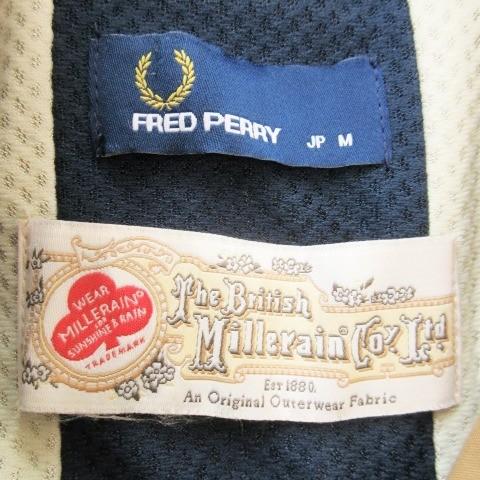 FRED PERRY
JP M
WEAR
MILLERAIN
FOR
SUNSHINE & RAIN
TRADEMARK
The British
Millerain Coy. Ltd.
Est 1880.
An Original Outerwear Fabric